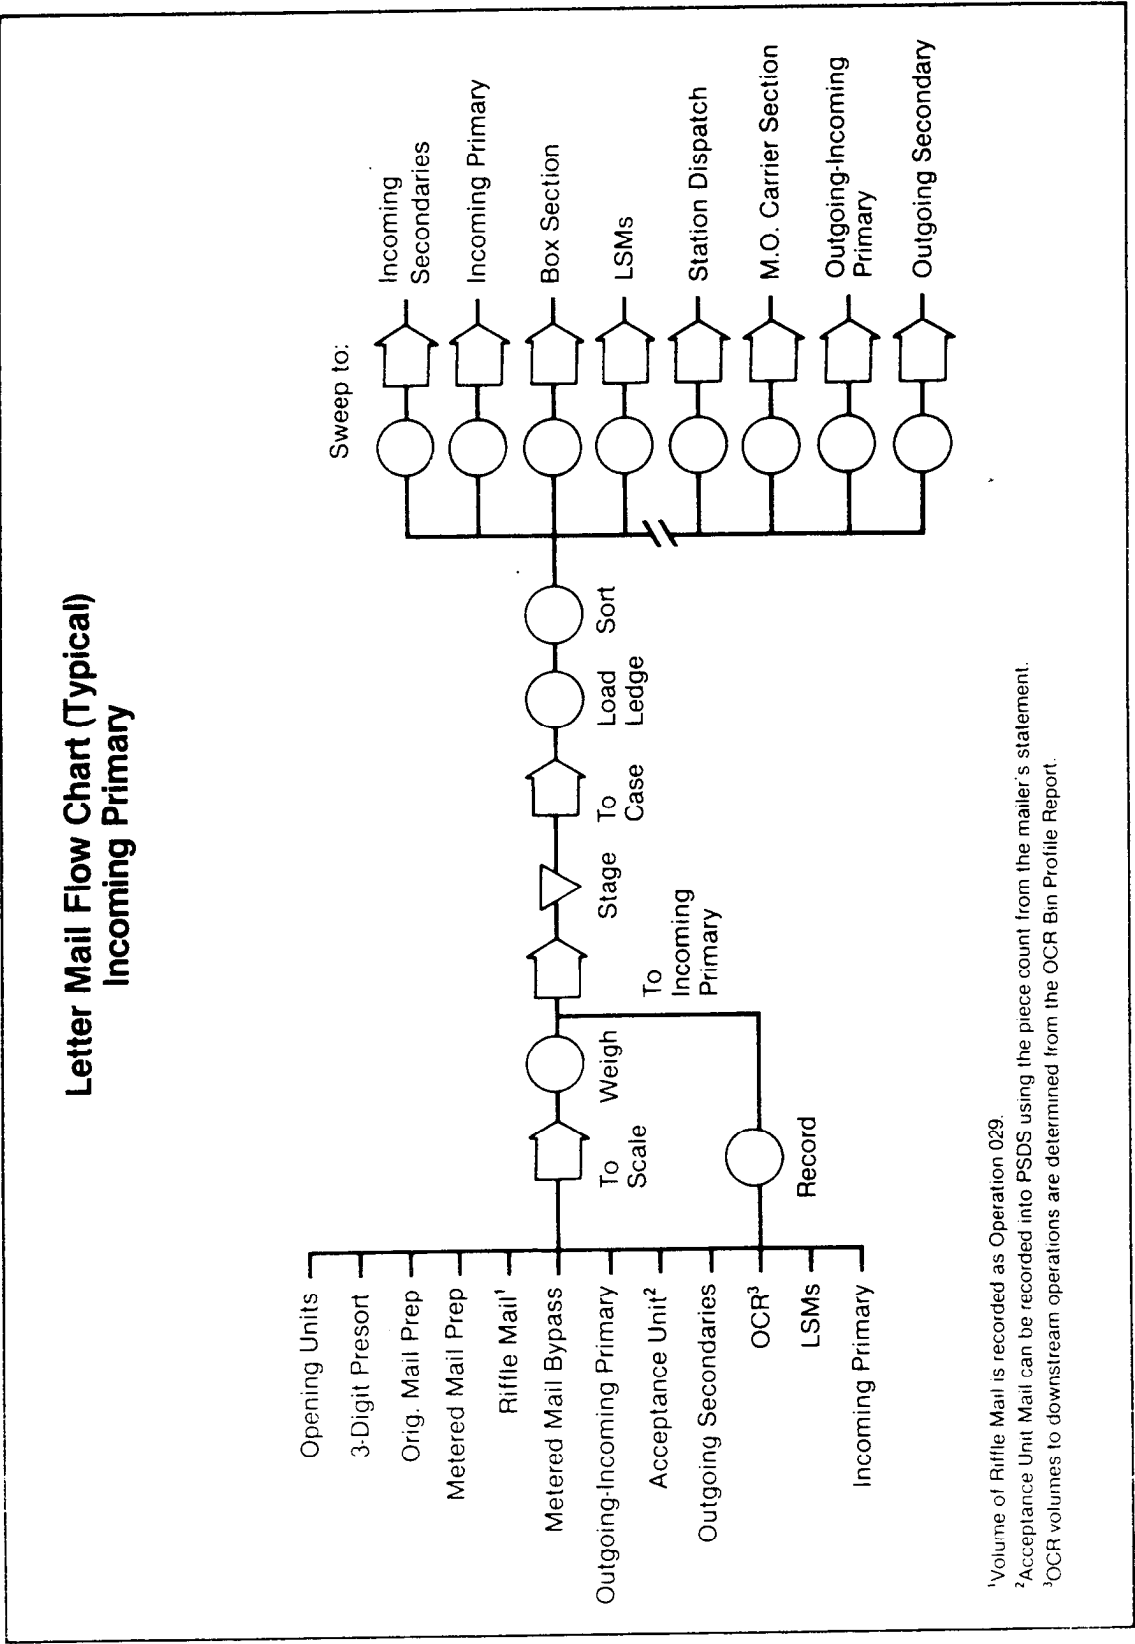 Letter Mail Flow Chart (Typical)
Incoming Primary
Opening Units
3-Digit Presort
Orig. Mail Prep
Metered Mail Prep
Riffle Mail¹
Metered Mail Bypass
Outgoing-Incoming Primary
Acceptance Unit²
Outgoing Secondaries
OCR³
LSMs
Incoming Primary
To
Scale
Weigh
Record
To
Incoming
Primary
Stage
To
Case
Load
Ledge
Sort
Sweep to:
Incoming
Secondaries
Incoming Primary
Box Section
LSMs
Station Dispatch
M.O. Carrier Section
Outgoing-Incoming
Primary
Outgoing Secondary
¹Volume of Riffle Mail is recorded as Operation 029.
²Acceptance Unit Mail can be recorded into PSDS using the piece count from the mailer's statement.
³OCR volumes to downstream operations are determined from the OCR Bin Profile Report.